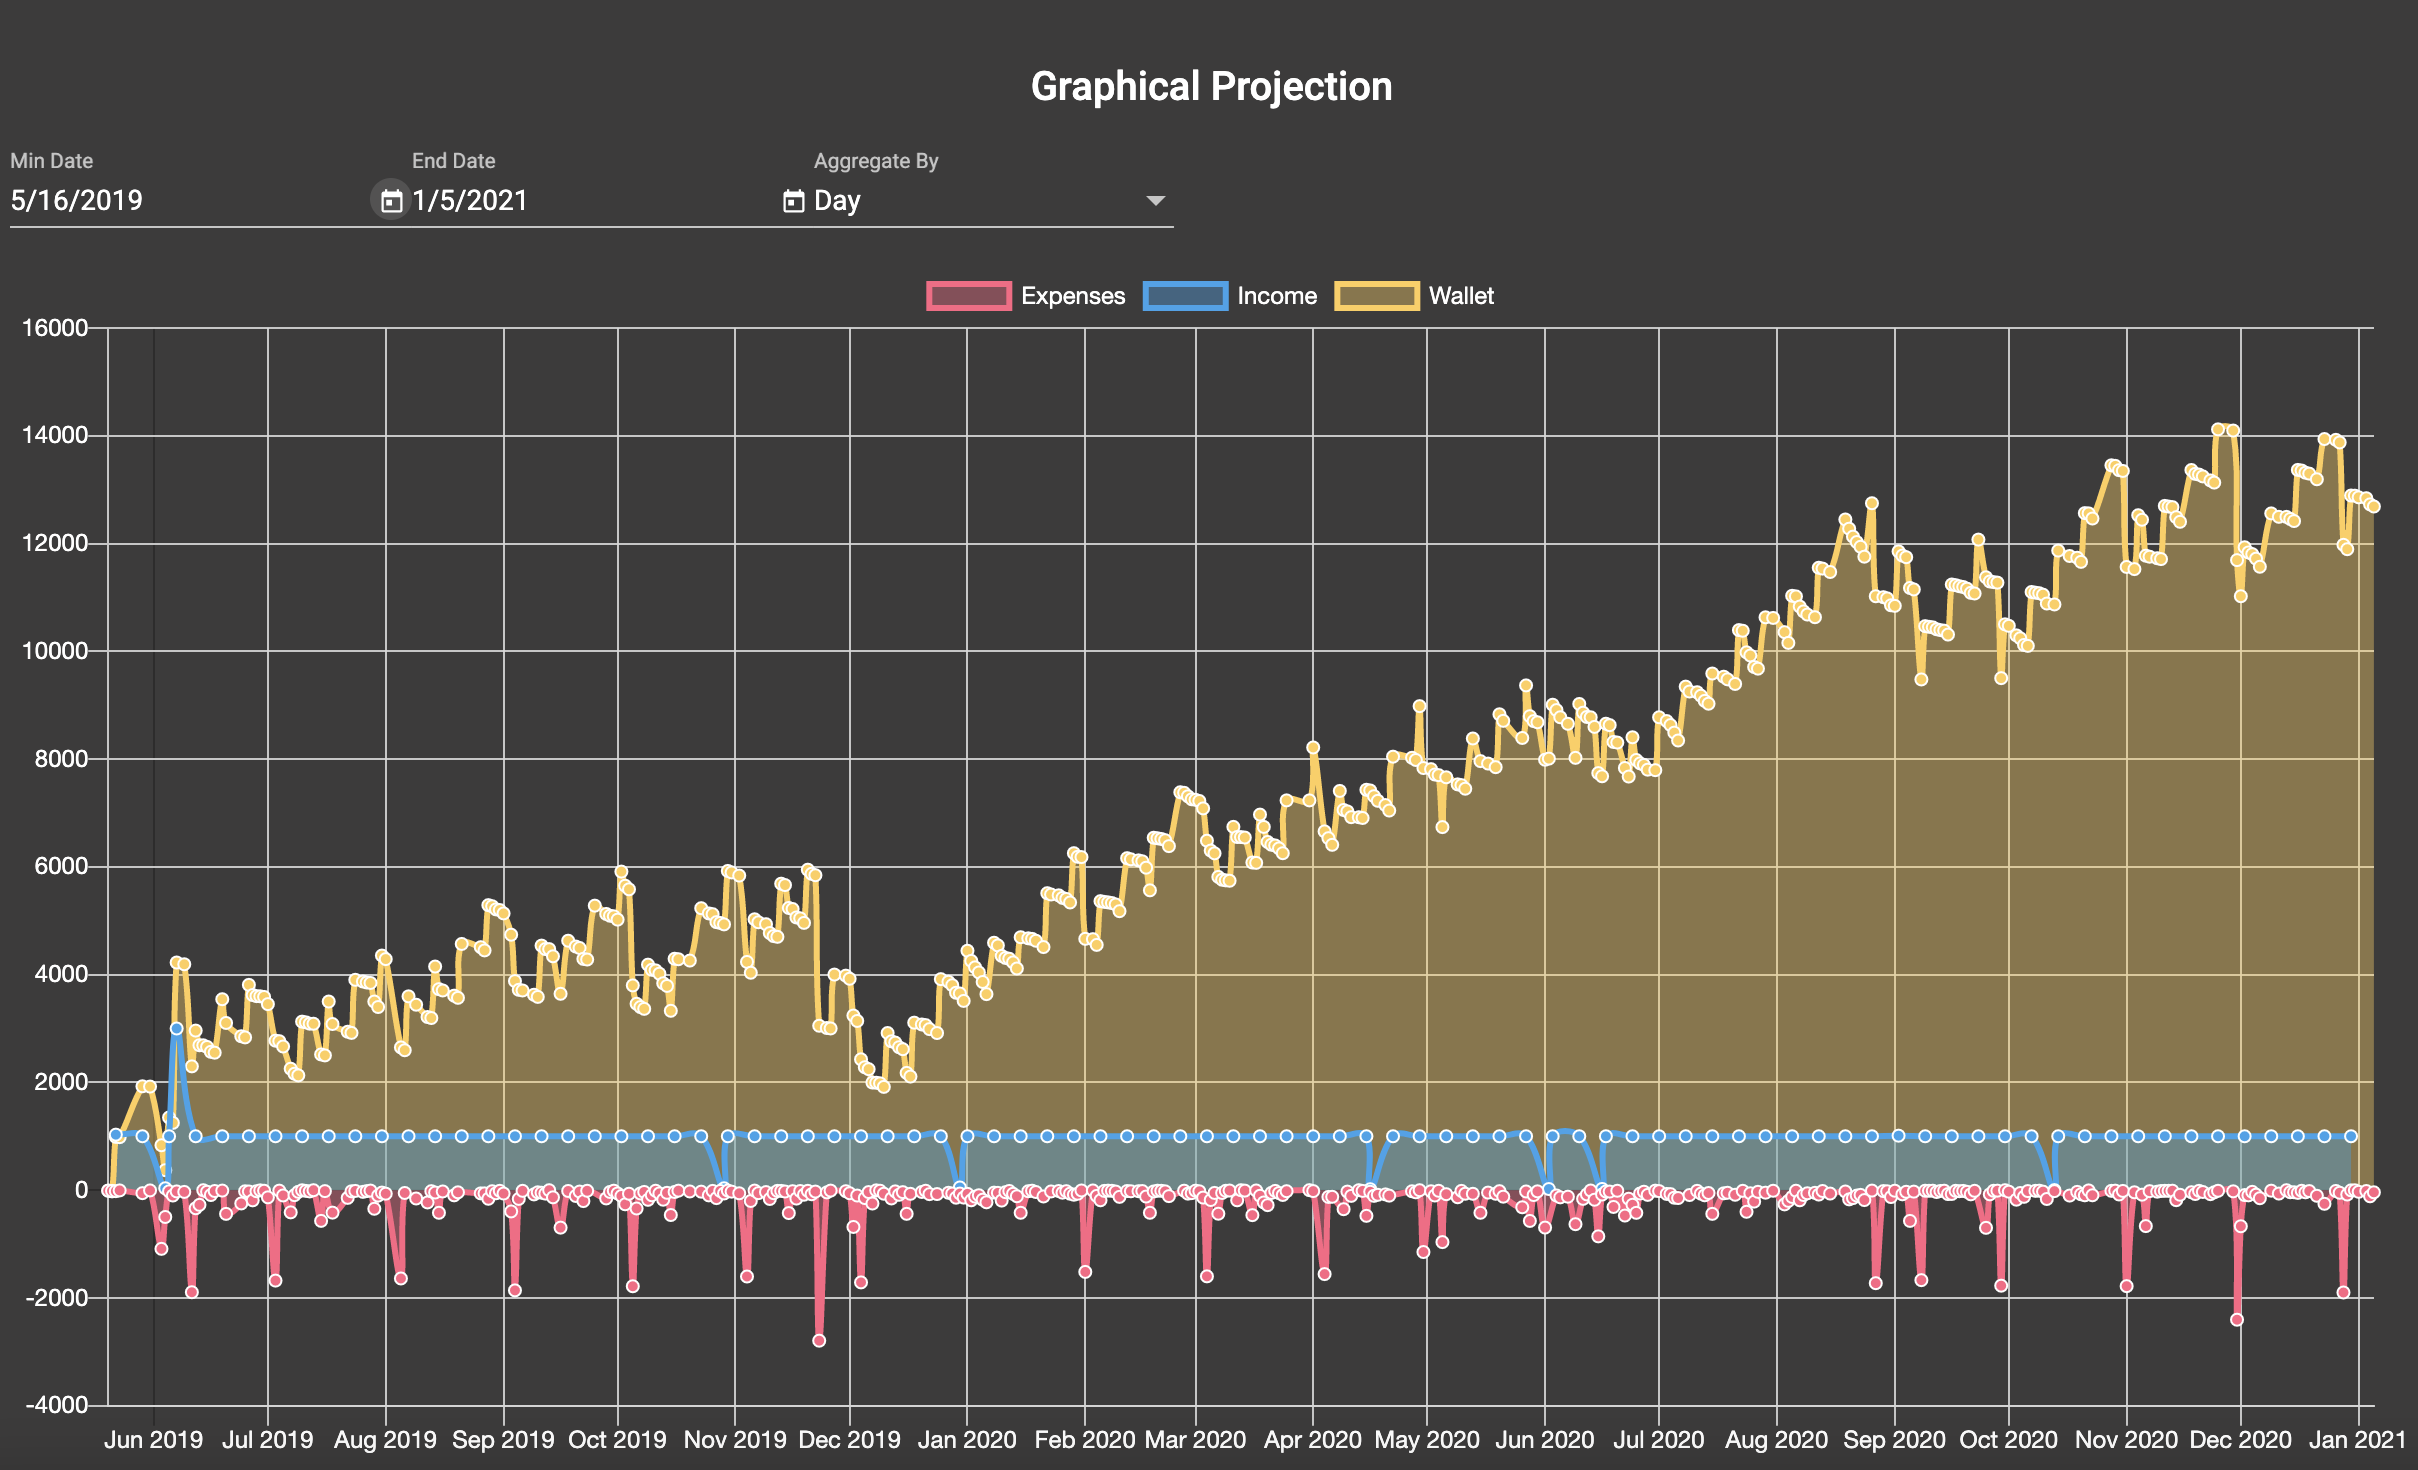 Graphical Projection
Min Date
End Date
Aggregate By
5/16/2019
1/5/2021
Day
Expenses
Income
Wallet
16000
14000
12000
10000
8000
6000
4000
2000
0
-2000
-4000
Jun 2019
Jul 2019
Aug 2019
Sep 2019
Oct 2019
Nov 2019
Dec 2019
Jan 2020
Feb 2020
Mar 2020
Apr 2020
May 2020
Jun 2020
Jul 2020
Aug 2020
Sep 2020
Oct 2020
Nov 2020
Dec 2020
Jan 2021